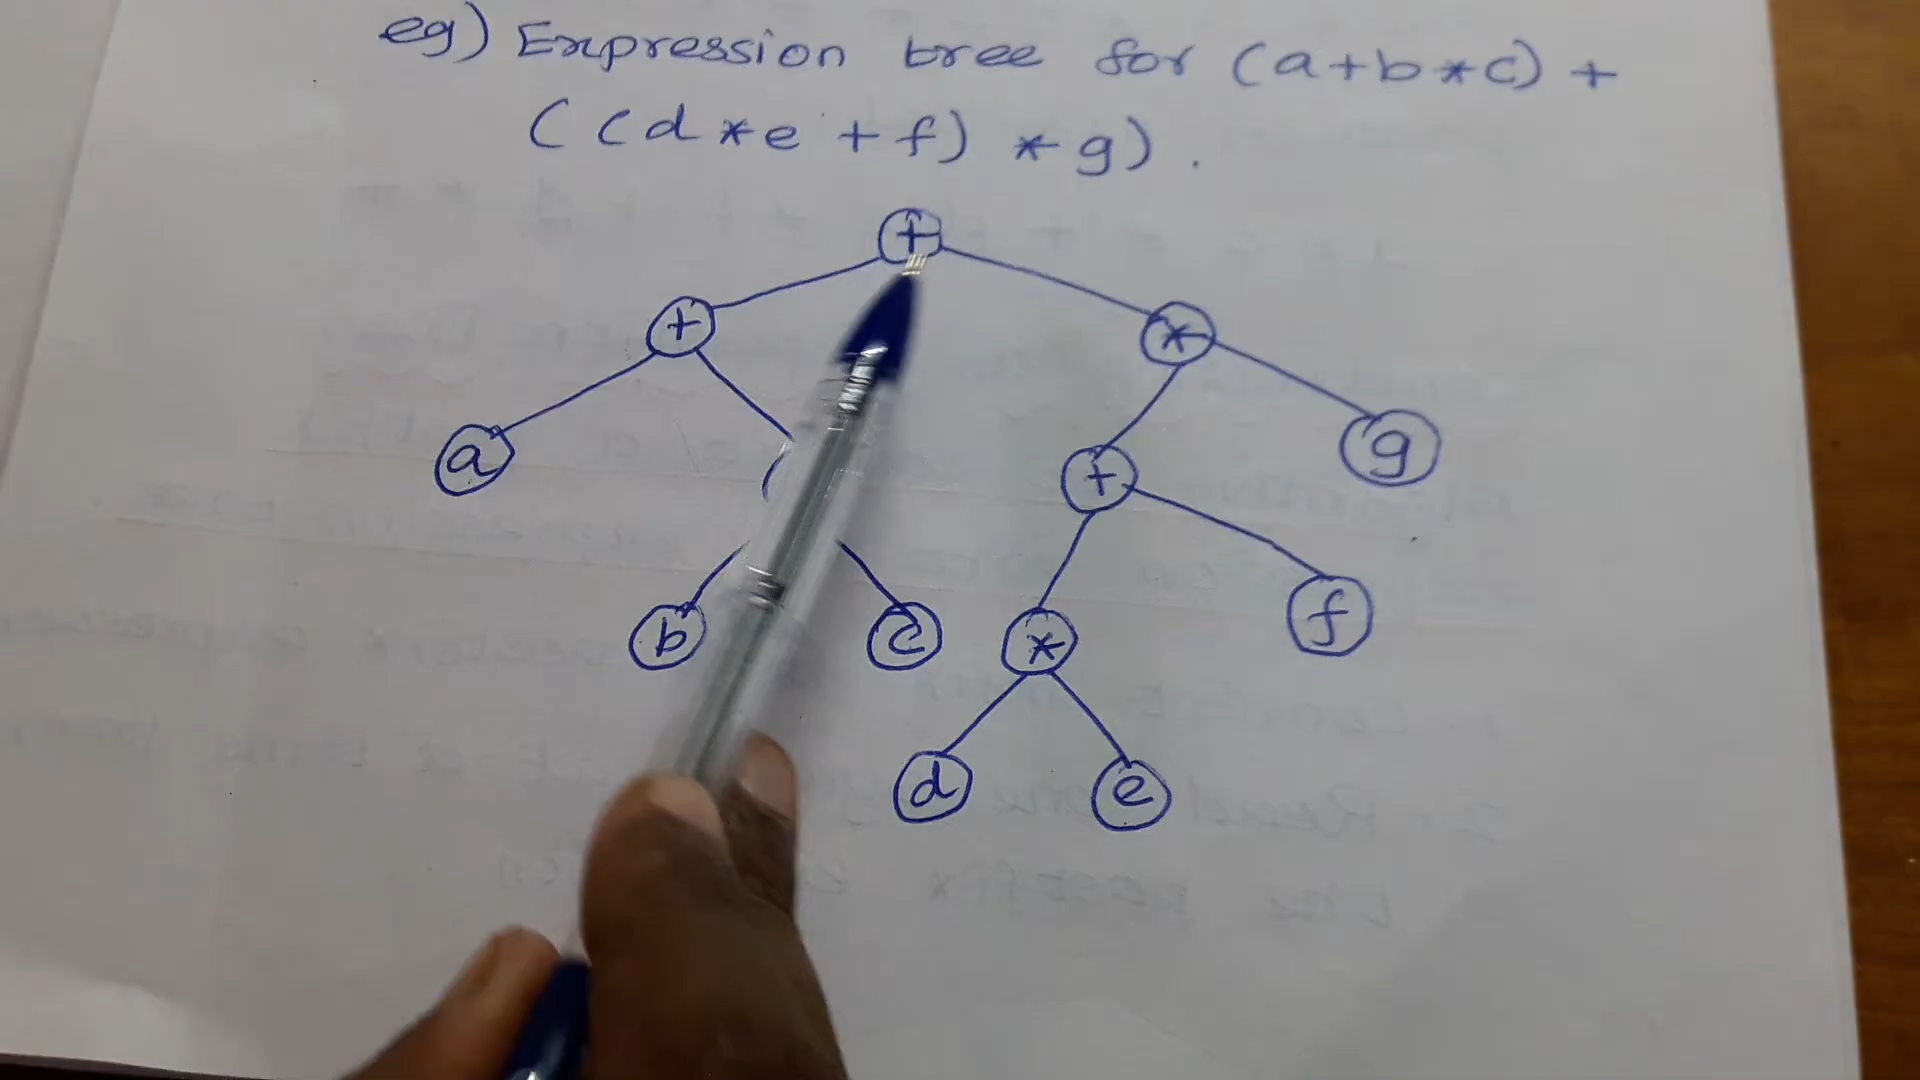 eg) Expression tree for (a+b*c) +
((d*e + f) * g).
+
+ *
a + g
b c * f
d e